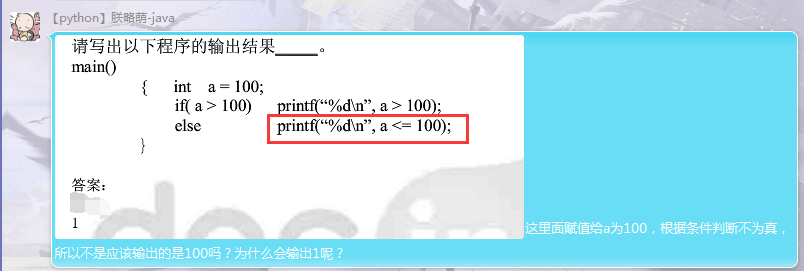 【python】朕略萌-java
请写出以下程序的输出结果_____。
main()
{ int a = 100;
if( a > 100) printf(“%d\n”, a > 100);
else printf(“%d\n”, a <= 100);
}
答案：
1
docin
这里面赋值给a为100，根据条件判断不为真，
所以不是应该输出的是100吗？为什么会输出1呢？